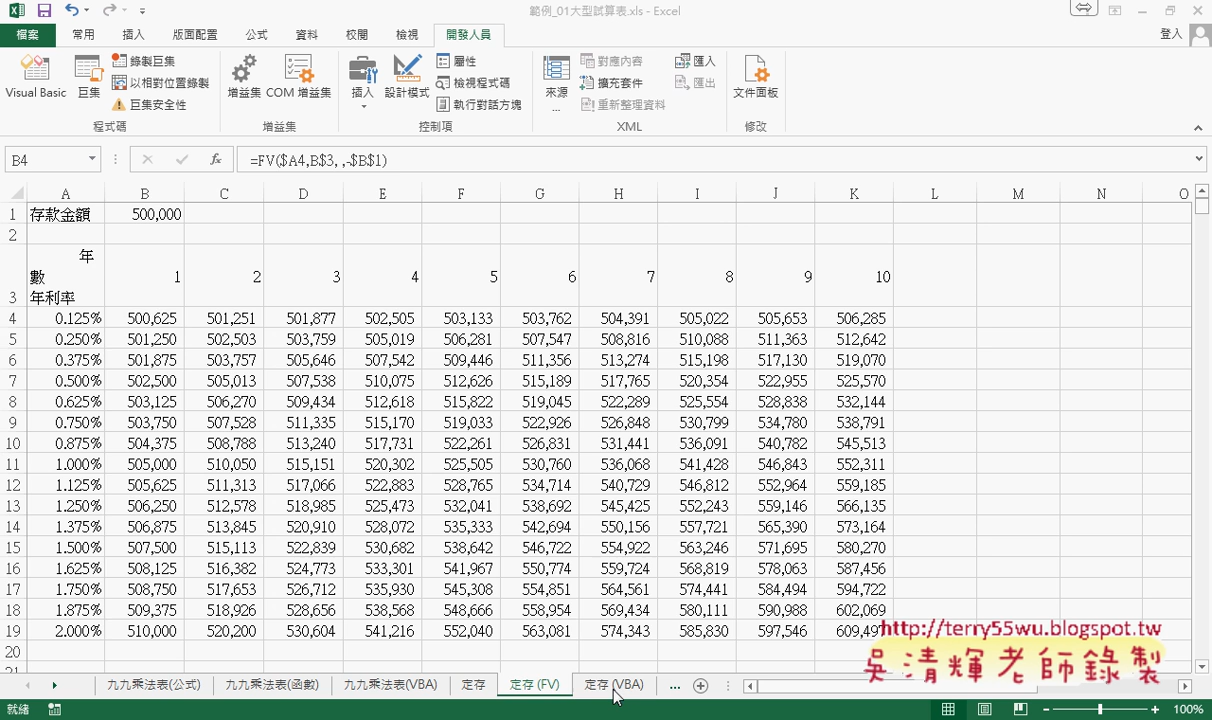 範例_01大型試算表.xls - Excel
檔案 常用 插入 版面配置 公式 資料 校閱 檢視 開發人員 登入
Visual Basic 巨集 錄製巨集 以相對位置錄製 巨集安全性 程式碼
增益集 COM 增益集 增益集
插入 設計模式 屬性 檢視程式碼 執行對話方塊 控制項
來源 ... 對應內容 擴充套件 重新整理資料 匯入 匯出 XML
文件面板 修改
B4 fx =FV($A4,B$3, ,-$B$1)
A B C D E F G H I J K L M N O
1 存款金額 500,000
2
年
數 1 2 3 4 5 6 7 8 9 10
3 年利率
4 0.125% 500,625 501,251 501,877 502,505 503,133 503,762 504,391 505,022 505,653 506,285
5 0.250% 501,250 502,503 503,759 505,019 506,281 507,547 508,816 510,088 511,363 512,642
6 0.375% 501,875 503,757 505,646 507,542 509,446 511,356 513,274 515,198 517,130 519,070
7 0.500% 502,500 505,013 507,538 510,075 512,626 515,189 517,765 520,354 522,955 525,570
8 0.625% 503,125 506,270 509,434 512,618 515,822 519,045 522,289 525,554 528,838 532,144
9 0.750% 503,750 507,528 511,335 515,170 519,033 522,926 526,848 530,799 534,780 538,791
10 0.875% 504,375 508,788 513,240 517,731 522,261 526,831 531,441 536,091 540,782 545,513
11 1.000% 505,000 510,050 515,151 520,302 525,505 530,760 536,068 541,428 546,843 552,311
12 1.125% 505,625 511,313 517,066 522,883 528,765 534,714 540,729 546,812 552,964 559,185
13 1.250% 506,250 512,578 518,985 525,473 532,041 538,692 545,425 552,243 559,146 566,135
14 1.375% 506,875 513,845 520,910 528,072 535,333 542,694 550,156 557,721 565,390 573,164
15 1.500% 507,500 515,113 522,839 530,682 538,642 546,722 554,922 563,246 571,695 580,270
16 1.625% 508,125 516,382 524,773 533,301 541,967 550,774 559,724 568,819 578,063 587,456
17 1.750% 508,750 517,653 526,712 535,930 545,308 554,851 564,561 574,441 584,494 594,722
18 1.875% 509,375 518,926 528,656 538,568 548,666 558,954 569,434 580,111 590,988 602,069
19 2.000% 510,000 520,200 530,604 541,216 552,040 563,081 574,343 585,830 597,546
20
http://terry55wu.blogspot.tw
吳清輝老師錄製
九九乘法表(公式) 九九乘法表(函數) 九九乘法表(VBA) 定存 定存 (FV) 定存 (VBA) ...
就緒 100%